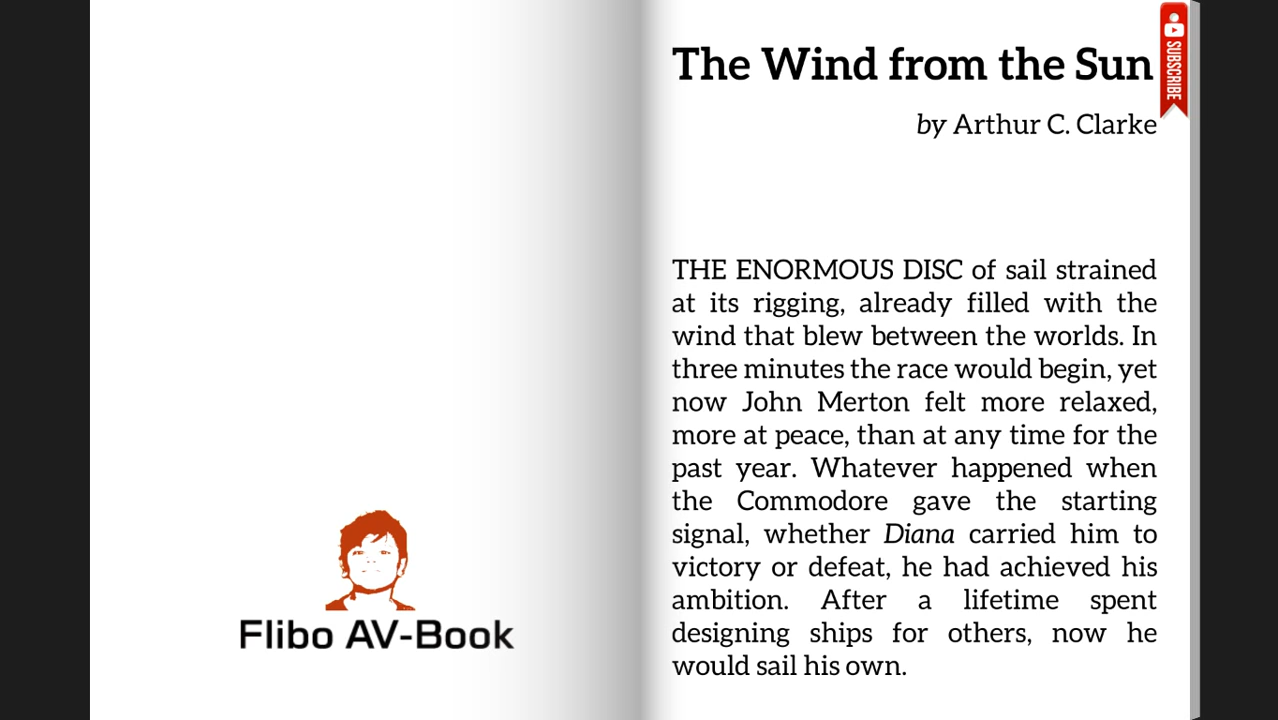 Flibo AV-Book
The Wind from the Sun
SUBSCRIBE
by Arthur C. Clarke
THE ENORMOUS DISC of sail strained
at its rigging, already filled with the
wind that blew between the worlds. In
three minutes the race would begin, yet
now John Merton felt more relaxed,
more at peace, than at any time for the
past year. Whatever happened when
the Commodore gave the starting
signal, whether Diana carried him to
victory or defeat, he had achieved his
ambition. After a lifetime spent
designing ships for others, now he
would sail his own.